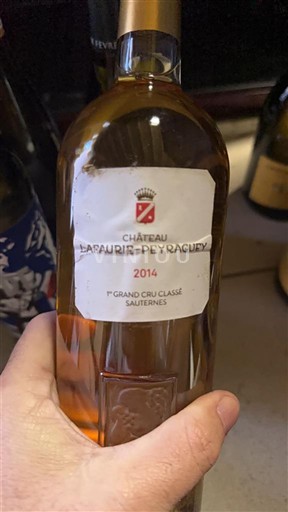 CHÂTEAU
LAFAURIE-PEYRAGUEY
2014
1er GRAND CRU CLASSÉ
SAUTERNES